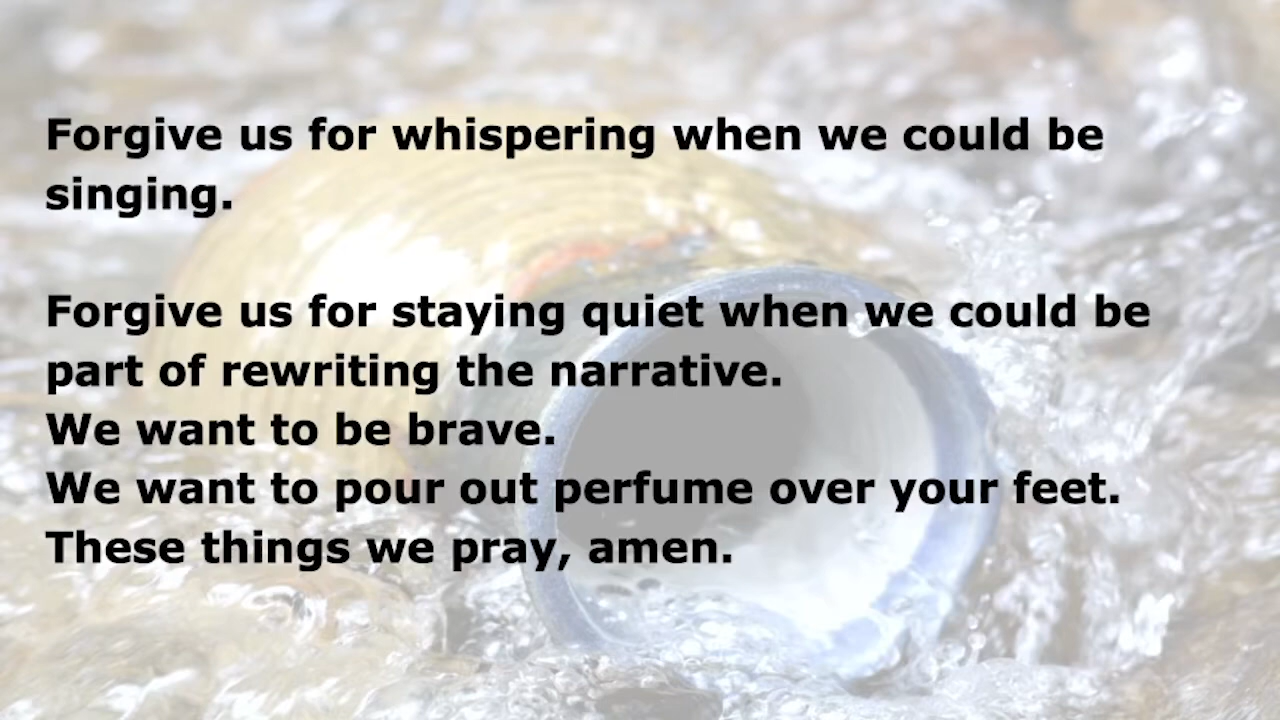 Forgive us for whispering when we could be
singing.
Forgive us for staying quiet when we could be
part of rewriting the narrative.
We want to be brave.
We want to pour out perfume over your feet.
These things we pray, amen.